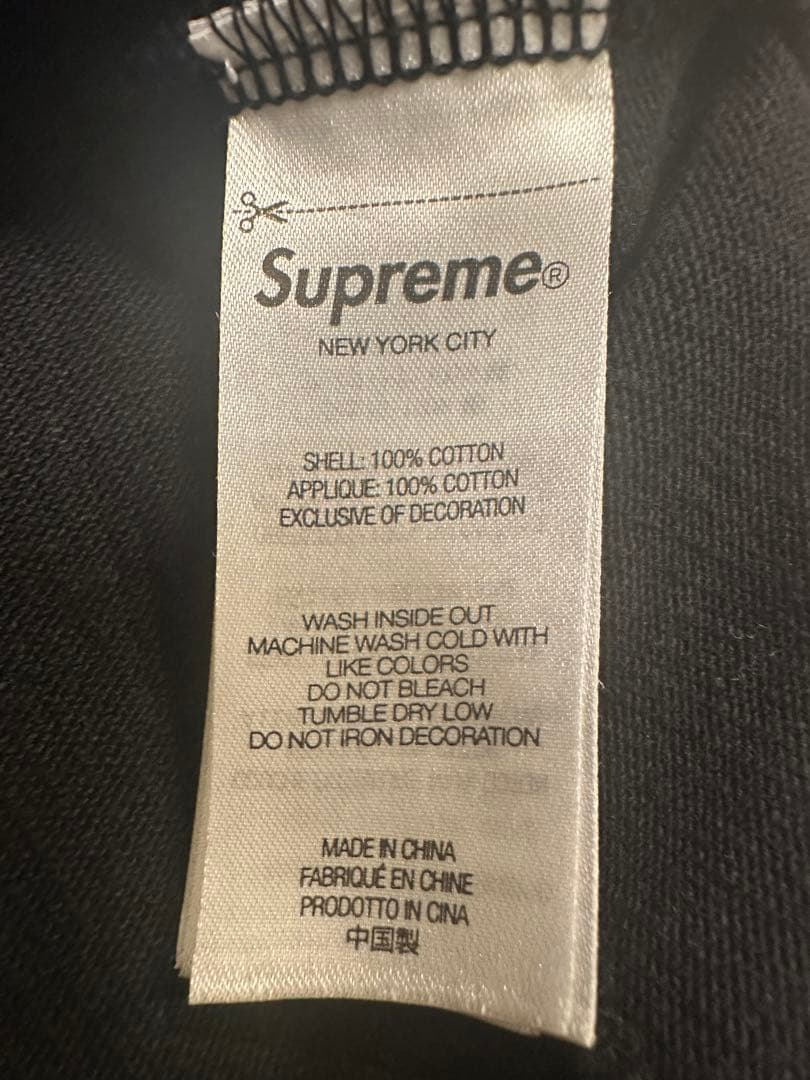 Supreme®
NEW YORK CITY
SHELL: 100% COTTON
APPLIQUE: 100% COTTON
EXCLUSIVE OF DECORATION
WASH INSIDE OUT
MACHINE WASH COLD WITH
LIKE COLORS
DO NOT BLEACH
TUMBLE DRY LOW
DO NOT IRON DECORATION
MADE IN CHINA
FABRIQUÉ EN CHINE
PRODOTTO IN CINA
中国製